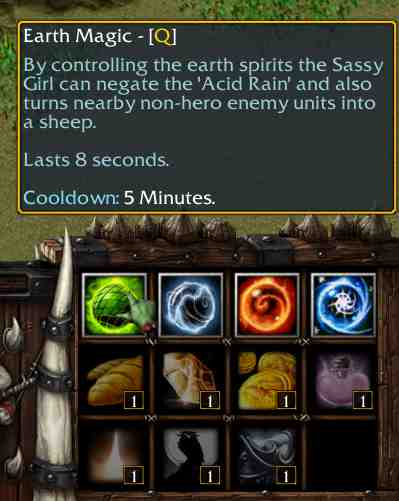 Earth Magic - [Q]
By controlling the earth spirits the Sassy
Girl can negate the 'Acid Rain' and also
turns nearby non-hero enemy units into
a sheep.
Lasts 8 seconds.
Cooldown: 5 Minutes.
1 1 1 1
1 1 1